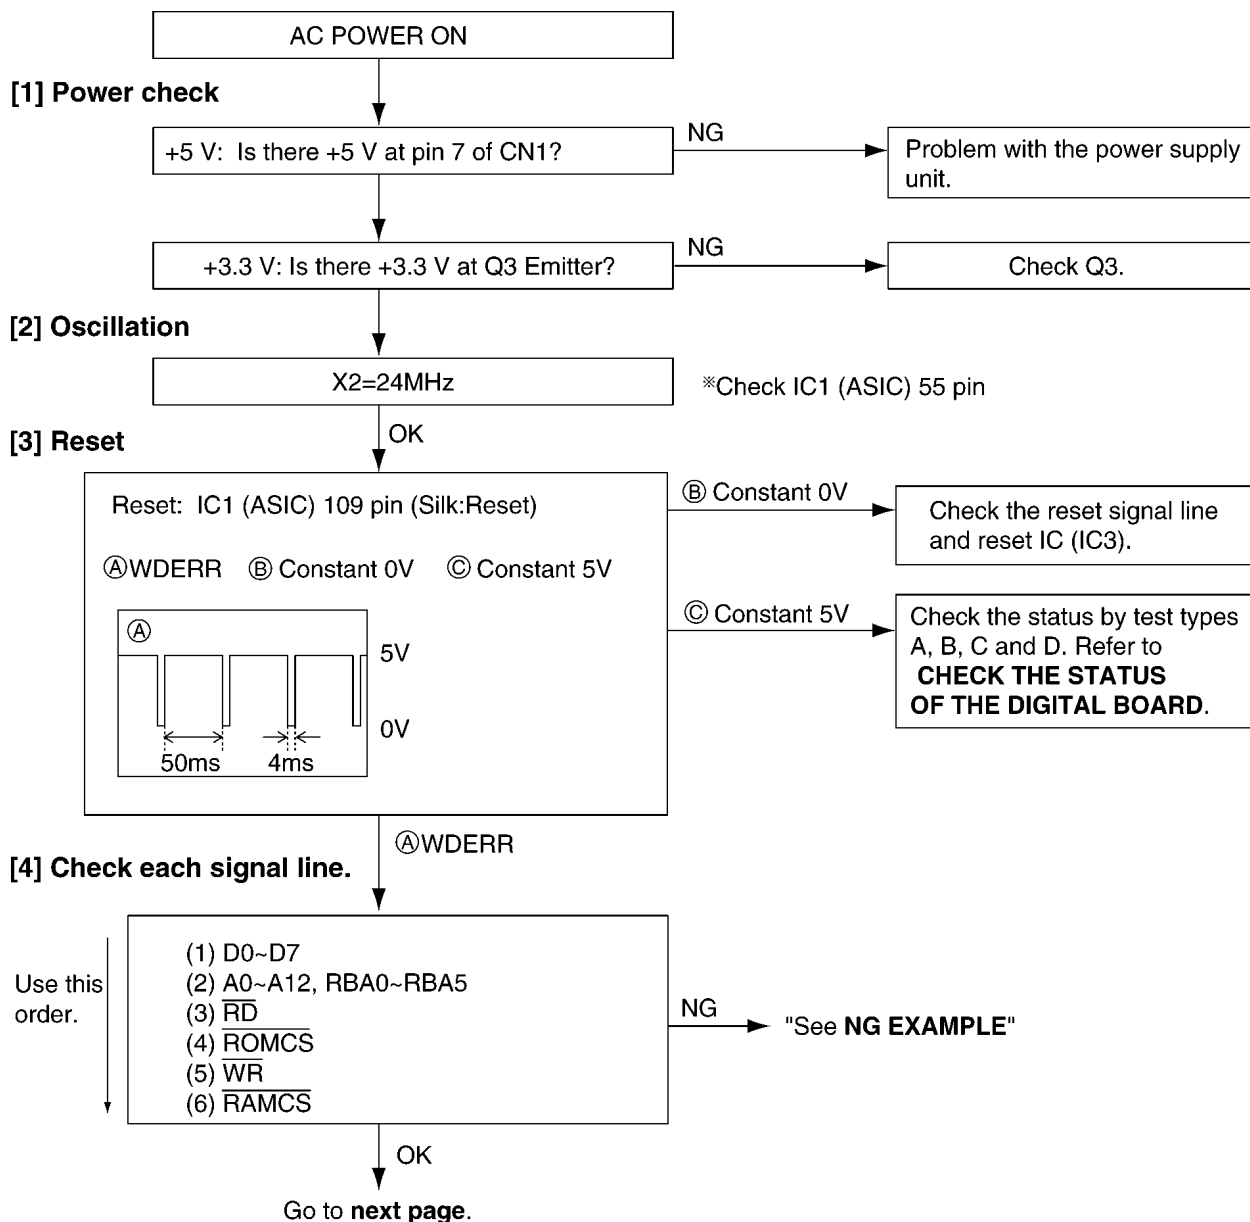 AC POWER ON
[1] Power check
+5 V:  Is there +5 V at pin 7 of CN1?
NG
Problem with the power supply
unit.
+3.3 V: Is there +3.3 V at Q3 Emitter?
NG
Check Q3.
[2] Oscillation
X2=24MHz
※Check IC1 (ASIC) 55 pin
OK
[3] Reset
Reset:  IC1 (ASIC) 109 pin (Silk:Reset)
Ⓑ Constant 0V
Check the reset signal line
and reset IC (IC3).
ⒶWDERR Ⓑ Constant 0V Ⓒ Constant 5V
Ⓒ Constant 5V
Check the status by test types
A, B, C and D. Refer to
CHECK THE STATUS
OF THE DIGITAL BOARD.
Ⓐ
5V
0V
50ms
4ms
ⒶWDERR
[4] Check each signal line.
Use this
order.
(1) D0~D7
(2) A0~A12, RBA0~RBA5
(3) R̅D̅
(4) R̅O̅M̅C̅S̅
(5) W̅R̅
(6) R̅A̅M̅C̅S̅
NG
"See NG EXAMPLE"
OK
Go to next page.